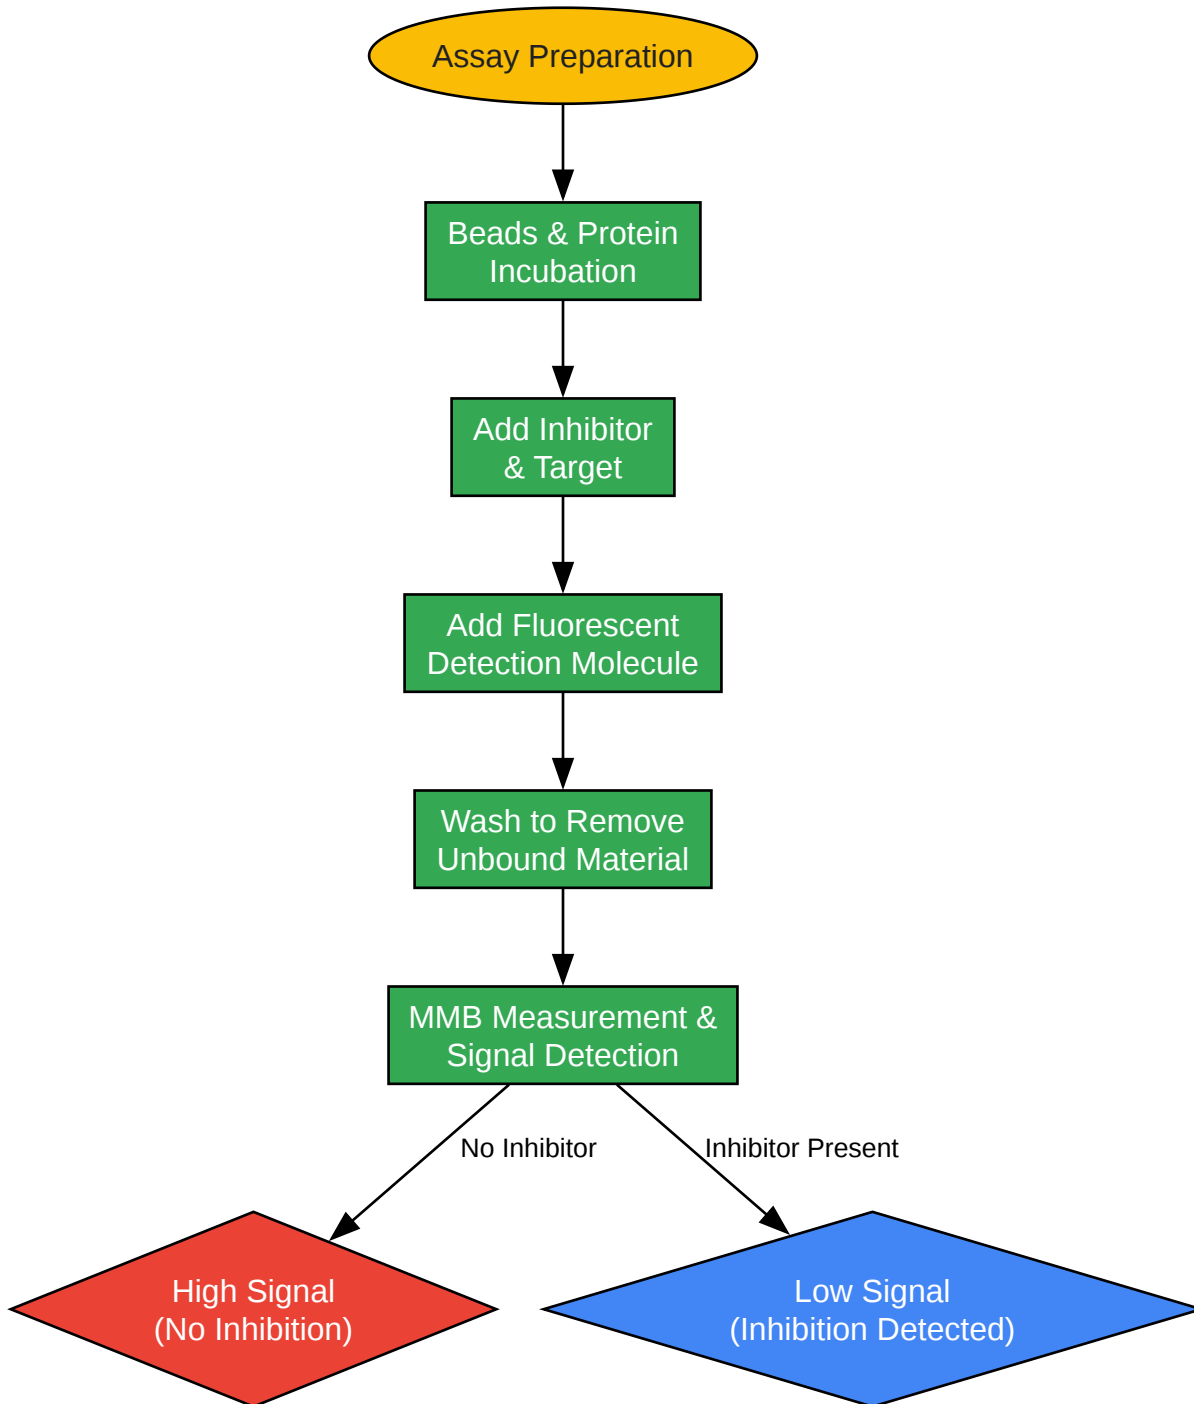 Assay Preparation
Beads & Protein
Incubation
Add Inhibitor
& Target
Add Fluorescent
Detection Molecule
Wash to Remove
Unbound Material
MMB Measurement &
Signal Detection
No Inhibitor
Inhibitor Present
High Signal
(No Inhibition)
Low Signal
(Inhibition Detected)